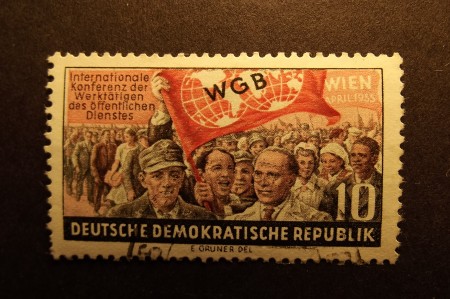 Internationale
Konferenz der
Werktätigen
des öffentlichen
Dienstes
WGB
WIEN
APRIL 1955
10
DEUTSCHE DEMOKRATISCHE REPUBLIK
E. GRUNER DEL